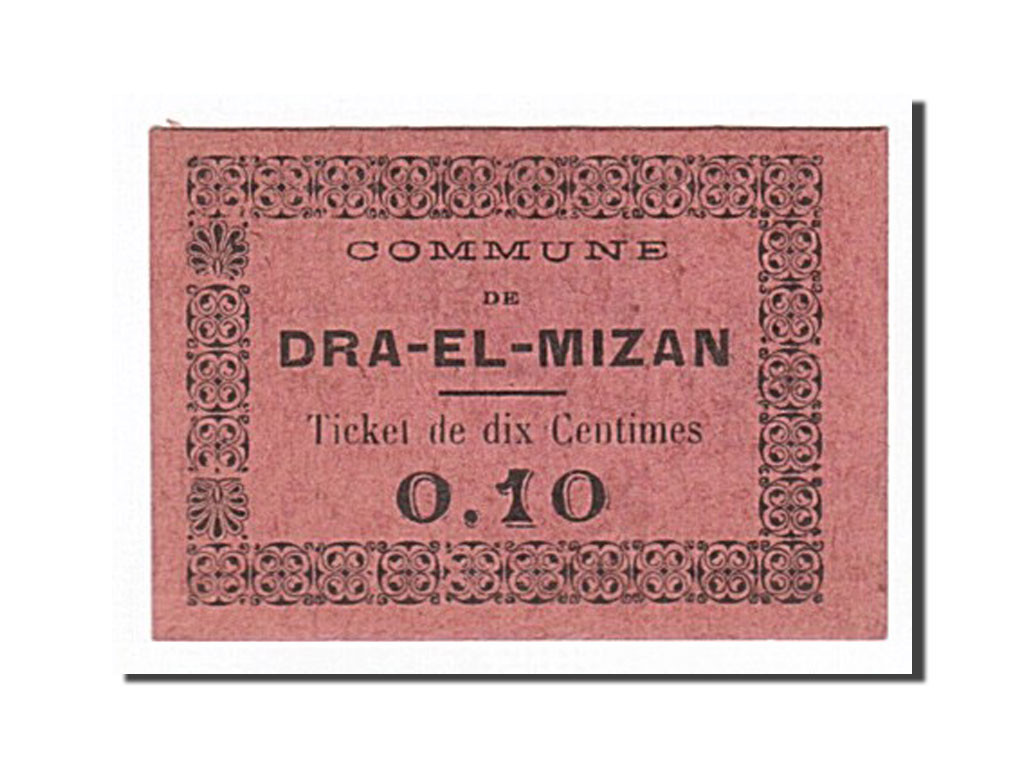 COMMUNE
DE
DRA-EL-MIZAN
Ticket de dix Centimes
0.10